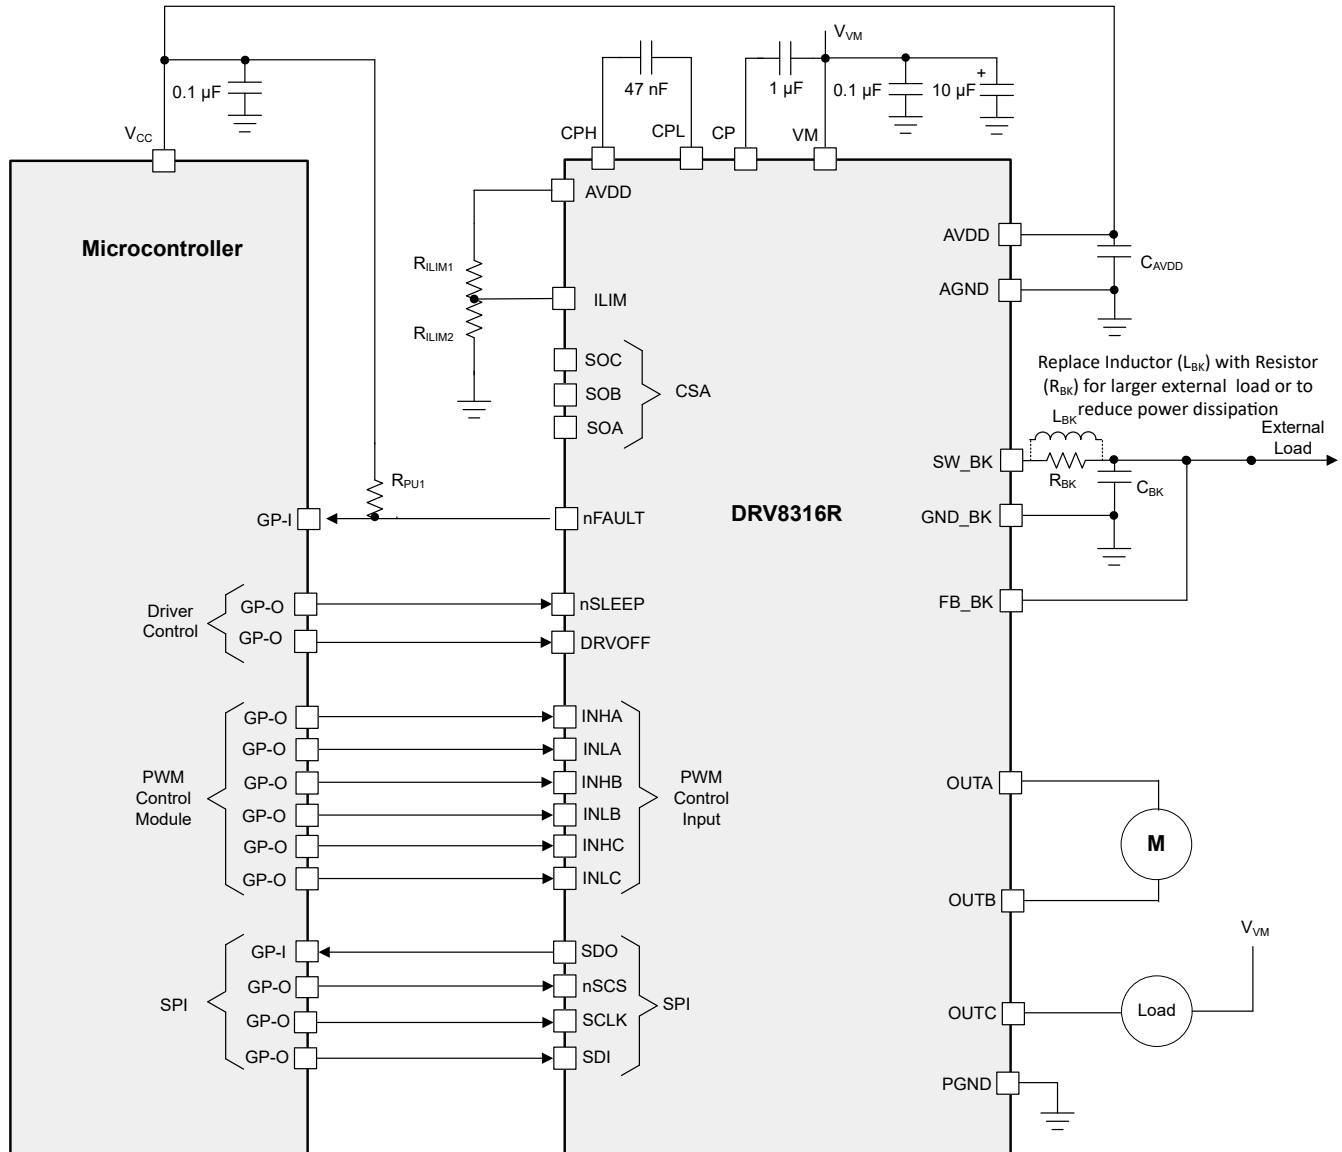 V_VM
+
0.1 µF
47 nF
1 µF
0.1 µF
10 µF
V_CC
CPH
CPL
CP
VM
AVDD
Microcontroller
AVDD
R_ILIM1
C_AVDD
AGND
ILIM
R_ILIM2
SOC
SOB
SOA
CSA
Replace Inductor (L_BK) with Resistor
(R_BK) for larger external load or to
reduce power dissipation
L_BK
External
Load
SW_BK
R_BK
C_BK
R_PU1
GP-I
nFAULT
DRV8316R
GND_BK
Driver
Control
GP-O
nSLEEP
FB_BK
GP-O
DRVOFF
GP-O
INHA
GP-O
INLA
PWM
Control
Module
GP-O
INHB
PWM
Control
Input
OUTA
GP-O
INLB
GP-O
INHC
M
GP-O
INLC
OUTB
V_VM
GP-I
SDO
GP-O
nSCS
SPI
SPI
GP-O
SCLK
OUTC
Load
GP-O
SDI
PGND